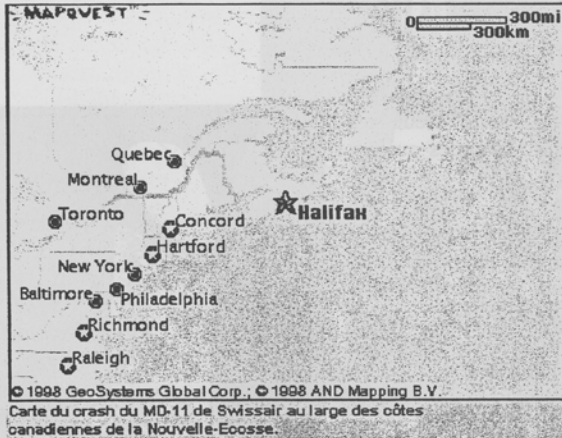 MAPQUEST
0 300mi
300km
Quebec
Montreal
Toronto
Concord
Halifax
Hartford
New York
Baltimore
Philadelphia
Richmond
Raleigh
© 1998 GeoSystems Global Corp.; © 1998 AND Mapping B.V.
Carte du crash du MD-11 de Swissair au large des côtes
canadiennes de la Nouvelle-Ecosse.